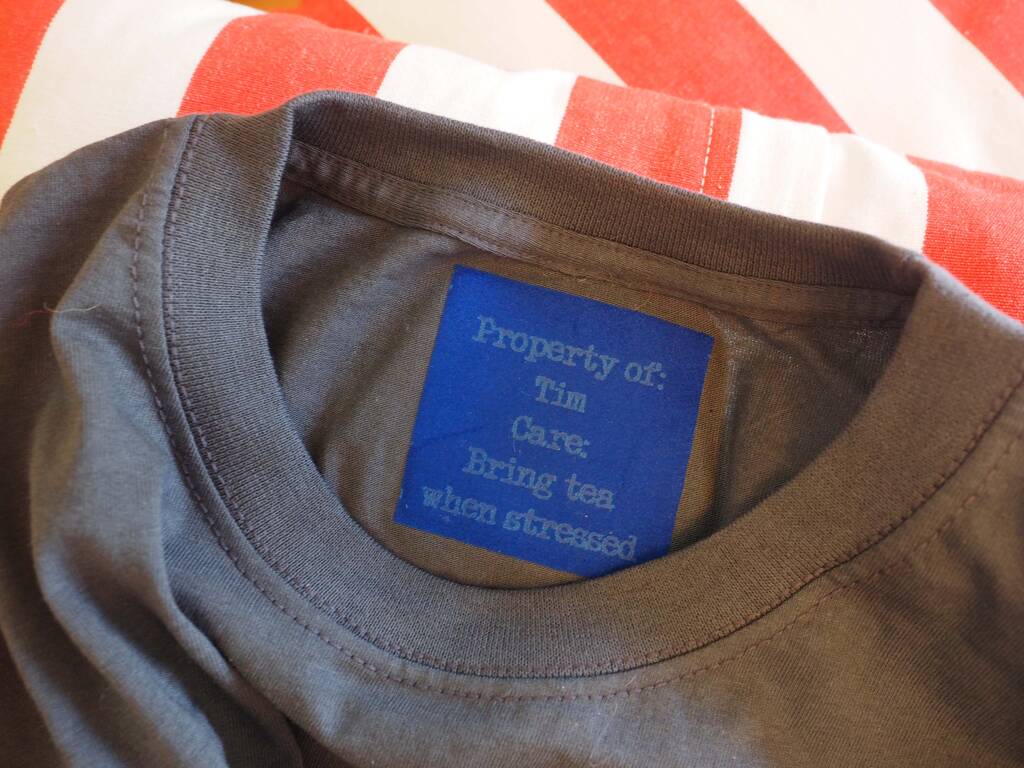 Property of:
Tim
Care:
Bring tea
when stressed